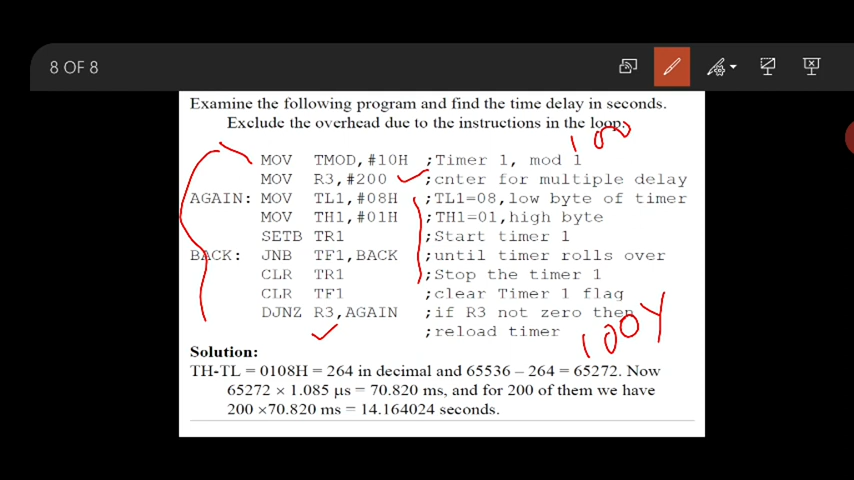 8 OF 8
Examine the following program and find the time delay in seconds.
Exclude the overhead due to the instructions in the loop.
100
MOV TMOD,#10H ;Timer 1, mod 1
MOV R3,#200 ;cnter for multiple delay
AGAIN: MOV TL1,#08H ;TL1=08,low byte of timer
MOV TH1,#01H ;TH1=01,high byte
SETB TR1 ;Start timer 1
BACK: JNB TF1,BACK ;until timer rolls over
CLR TR1 ;Stop the timer 1
CLR TF1 ;clear Timer 1 flag
DJNZ R3,AGAIN ;if R3 not zero then
;reload timer
100Y
Solution:
TH-TL = 0108H = 264 in decimal and 65536 – 264 = 65272. Now
65272 × 1.085 μs = 70.820 ms, and for 200 of them we have
200 ×70.820 ms = 14.164024 seconds.